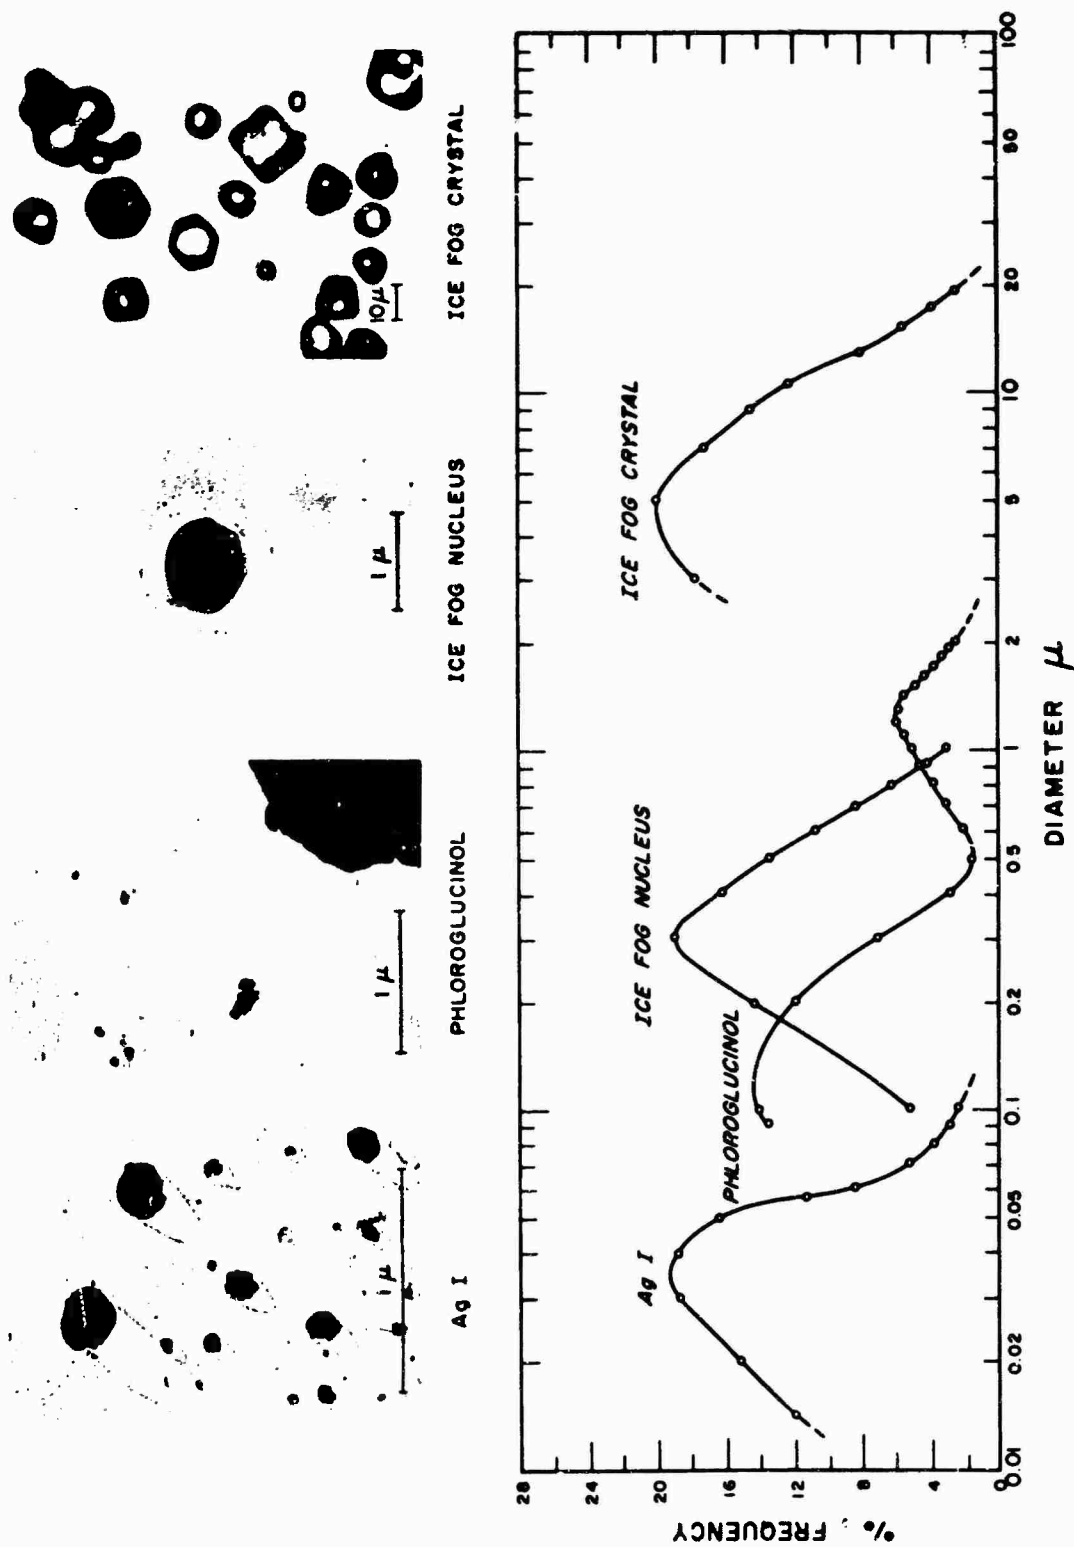 1 μ
Ag I
1 μ
PHLOROGLUCINOL
1 μ
ICE FOG NUCLEUS
10μ
ICE FOG CRYSTAL
28
24
20
16
12
8
4
0
%, FREQUENCY
Ag I
PHLOROGLUCINOL
ICE FOG NUCLEUS
ICE FOG CRYSTAL
0.01
0.02
0.05
0.1
0.2
0.5
1
2
5
10
20
50
100
DIAMETER μ